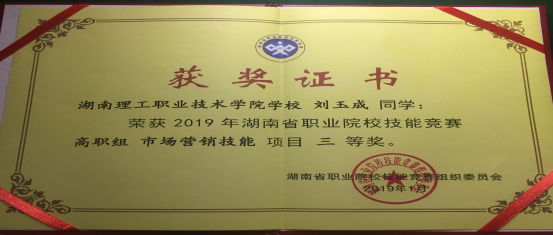 获奖证书
湖南理工职业技术学院学校 刘玉成 同学：
荣获 2019 年湖南省职业院校技能竞赛
高职组 市场营销技能 项目 三 等奖。
湖南省职业院校技能竞赛组织委员会
2019年1月